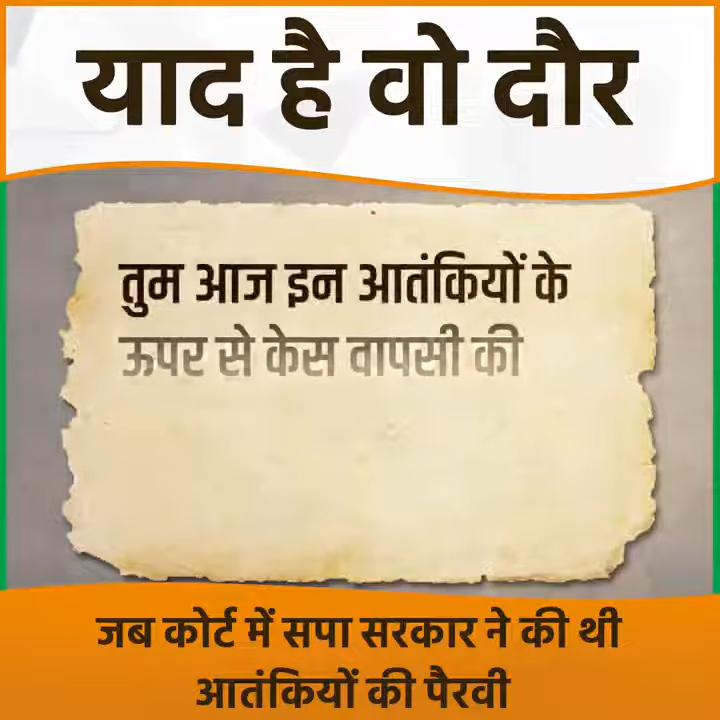 याद है वो दौर
तुम आज इन आतंकियों के
ऊपर से केस वापसी की
जब कोर्ट में सपा सरकार ने की थी
आतंकियों की पैरवी